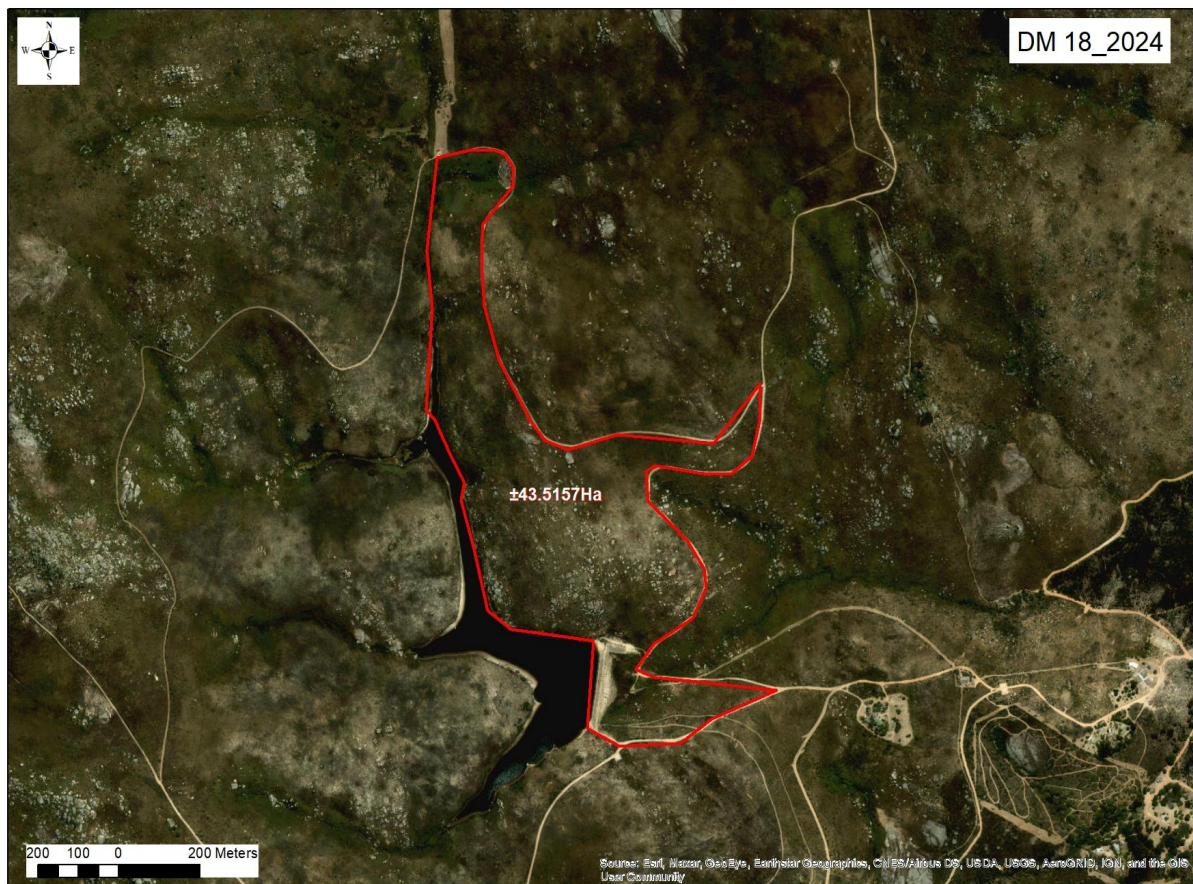 N
W E
S
DM 18_2024
±43.5157Ha
200 100 0 200 Meters
Source: Esri, Maxar, GeoEye, Earthstar Geographics, CNES/Airbus DS, USDA, USGS, AeroGRID, IGN, and the GIS
User Community